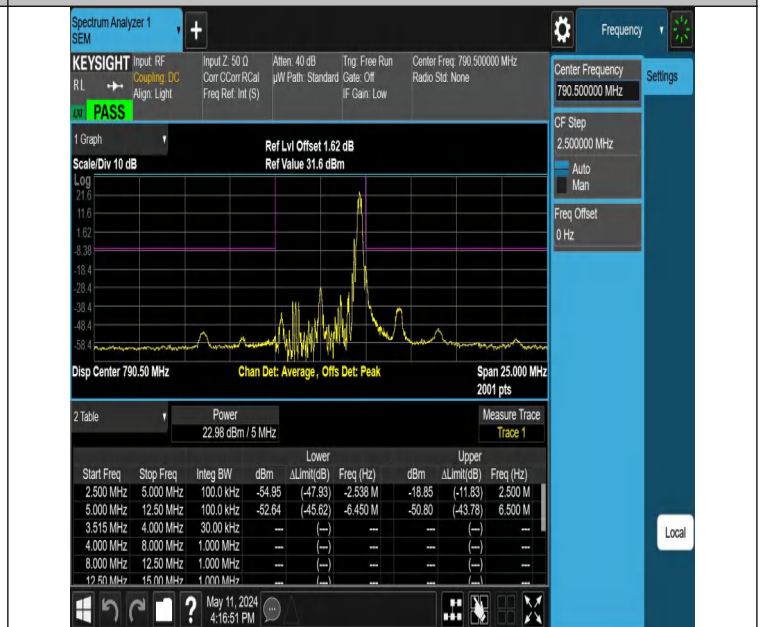 Spectrum Analyzer 1
SEM
Frequency
KEYSIGHT
RL
LXI PASS
Input: RF
Coupling: DC
Align: Light
Input Z: 50 Ω
Corr CCorr RCal
Freq Ref: Int (S)
Atten: 40 dB
µW Path: Standard
Trig: Free Run
Gate: Off
IF Gain: Low
Center Freq: 790.500000 MHz
Radio Std: None
Center Frequency
790.500000 MHz
Settings
CF Step
2.500000 MHz
Auto
Man
Freq Offset
0 Hz
Local
1 Graph
Scale/Div 10 dB
Ref Lvl Offset 1.62 dB
Ref Value 31.6 dBm
Log
21.6
11.6
1.62
-8.38
-18.4
-28.4
-38.4
-48.4
-58.4
Disp Center 790.50 MHz
Chan Det: Average, Offs Det: Peak
Span 25.000 MHz
2001 pts
2 Table
Power
22.98 dBm / 5 MHz
Measure Trace
Trace 1
Lower Upper
Start Freq Stop Freq Integ BW dBm ΔLimit(dB) Freq (Hz) dBm ΔLimit(dB) Freq (Hz)
2.500 MHz 5.000 MHz 100.0 kHz -54.95 (-47.93) -2.538 M -18.85 (-11.83) 2.500 M
5.000 MHz 12.50 MHz 100.0 kHz -52.64 (-45.62) -6.450 M -50.80 (-43.78) 6.500 M
3.515 MHz 4.000 MHz 30.00 kHz --- (---) --- --- (---) ---
4.000 MHz 8.000 MHz 1.000 MHz --- (---) --- --- (---) ---
8.000 MHz 12.50 MHz 1.000 MHz --- (---) --- --- (---) ---
12.50 MHz 15.00 MHz 1.000 MHz --- (---) --- --- (---) ---
?
May 11, 2024
4:16:51 PM